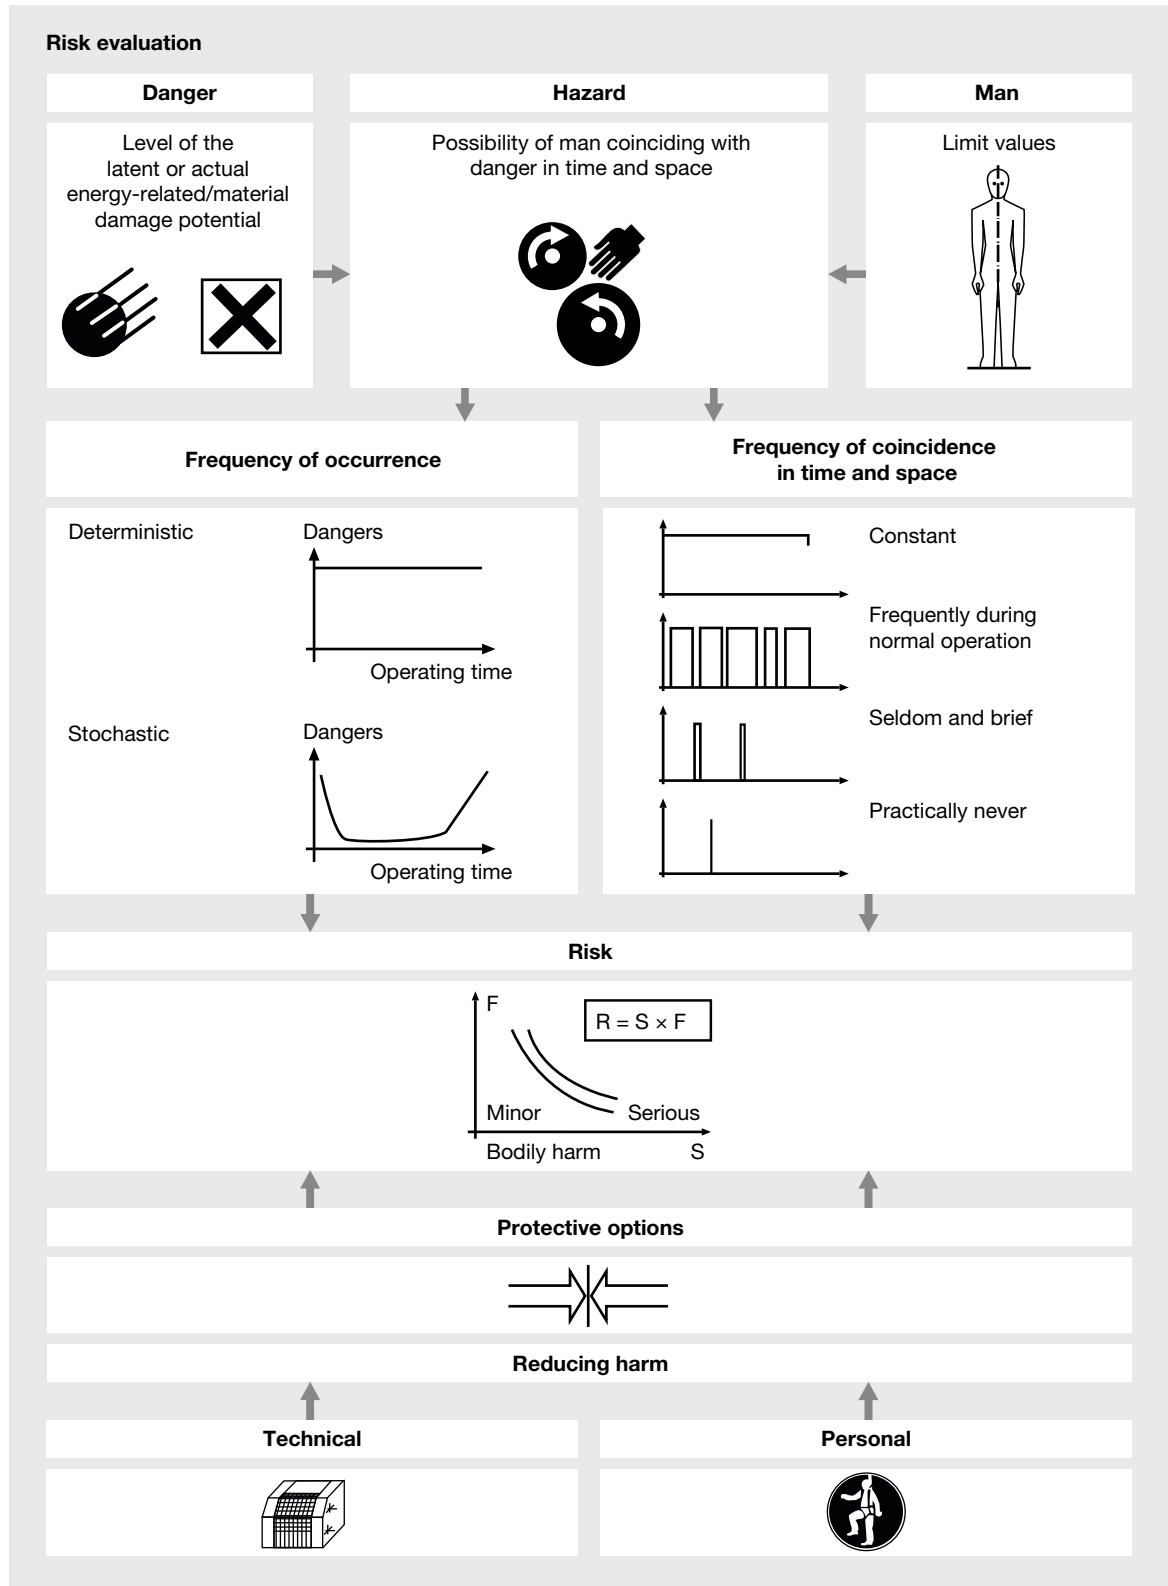 Risk evaluation
Danger
Hazard
Man
Level of the
latent or actual
energy-related/material
damage potential
Possibility of man coinciding with
danger in time and space
Limit values
Frequency of occurrence
Frequency of coincidence
in time and space
Deterministic
Dangers
Operating time
Stochastic
Dangers
Operating time
Constant
Frequently during
normal operation
Seldom and brief
Practically never
Risk
F
R = S × F
Minor
Serious
Bodily harm
S
Protective options
Reducing harm
Technical
Personal